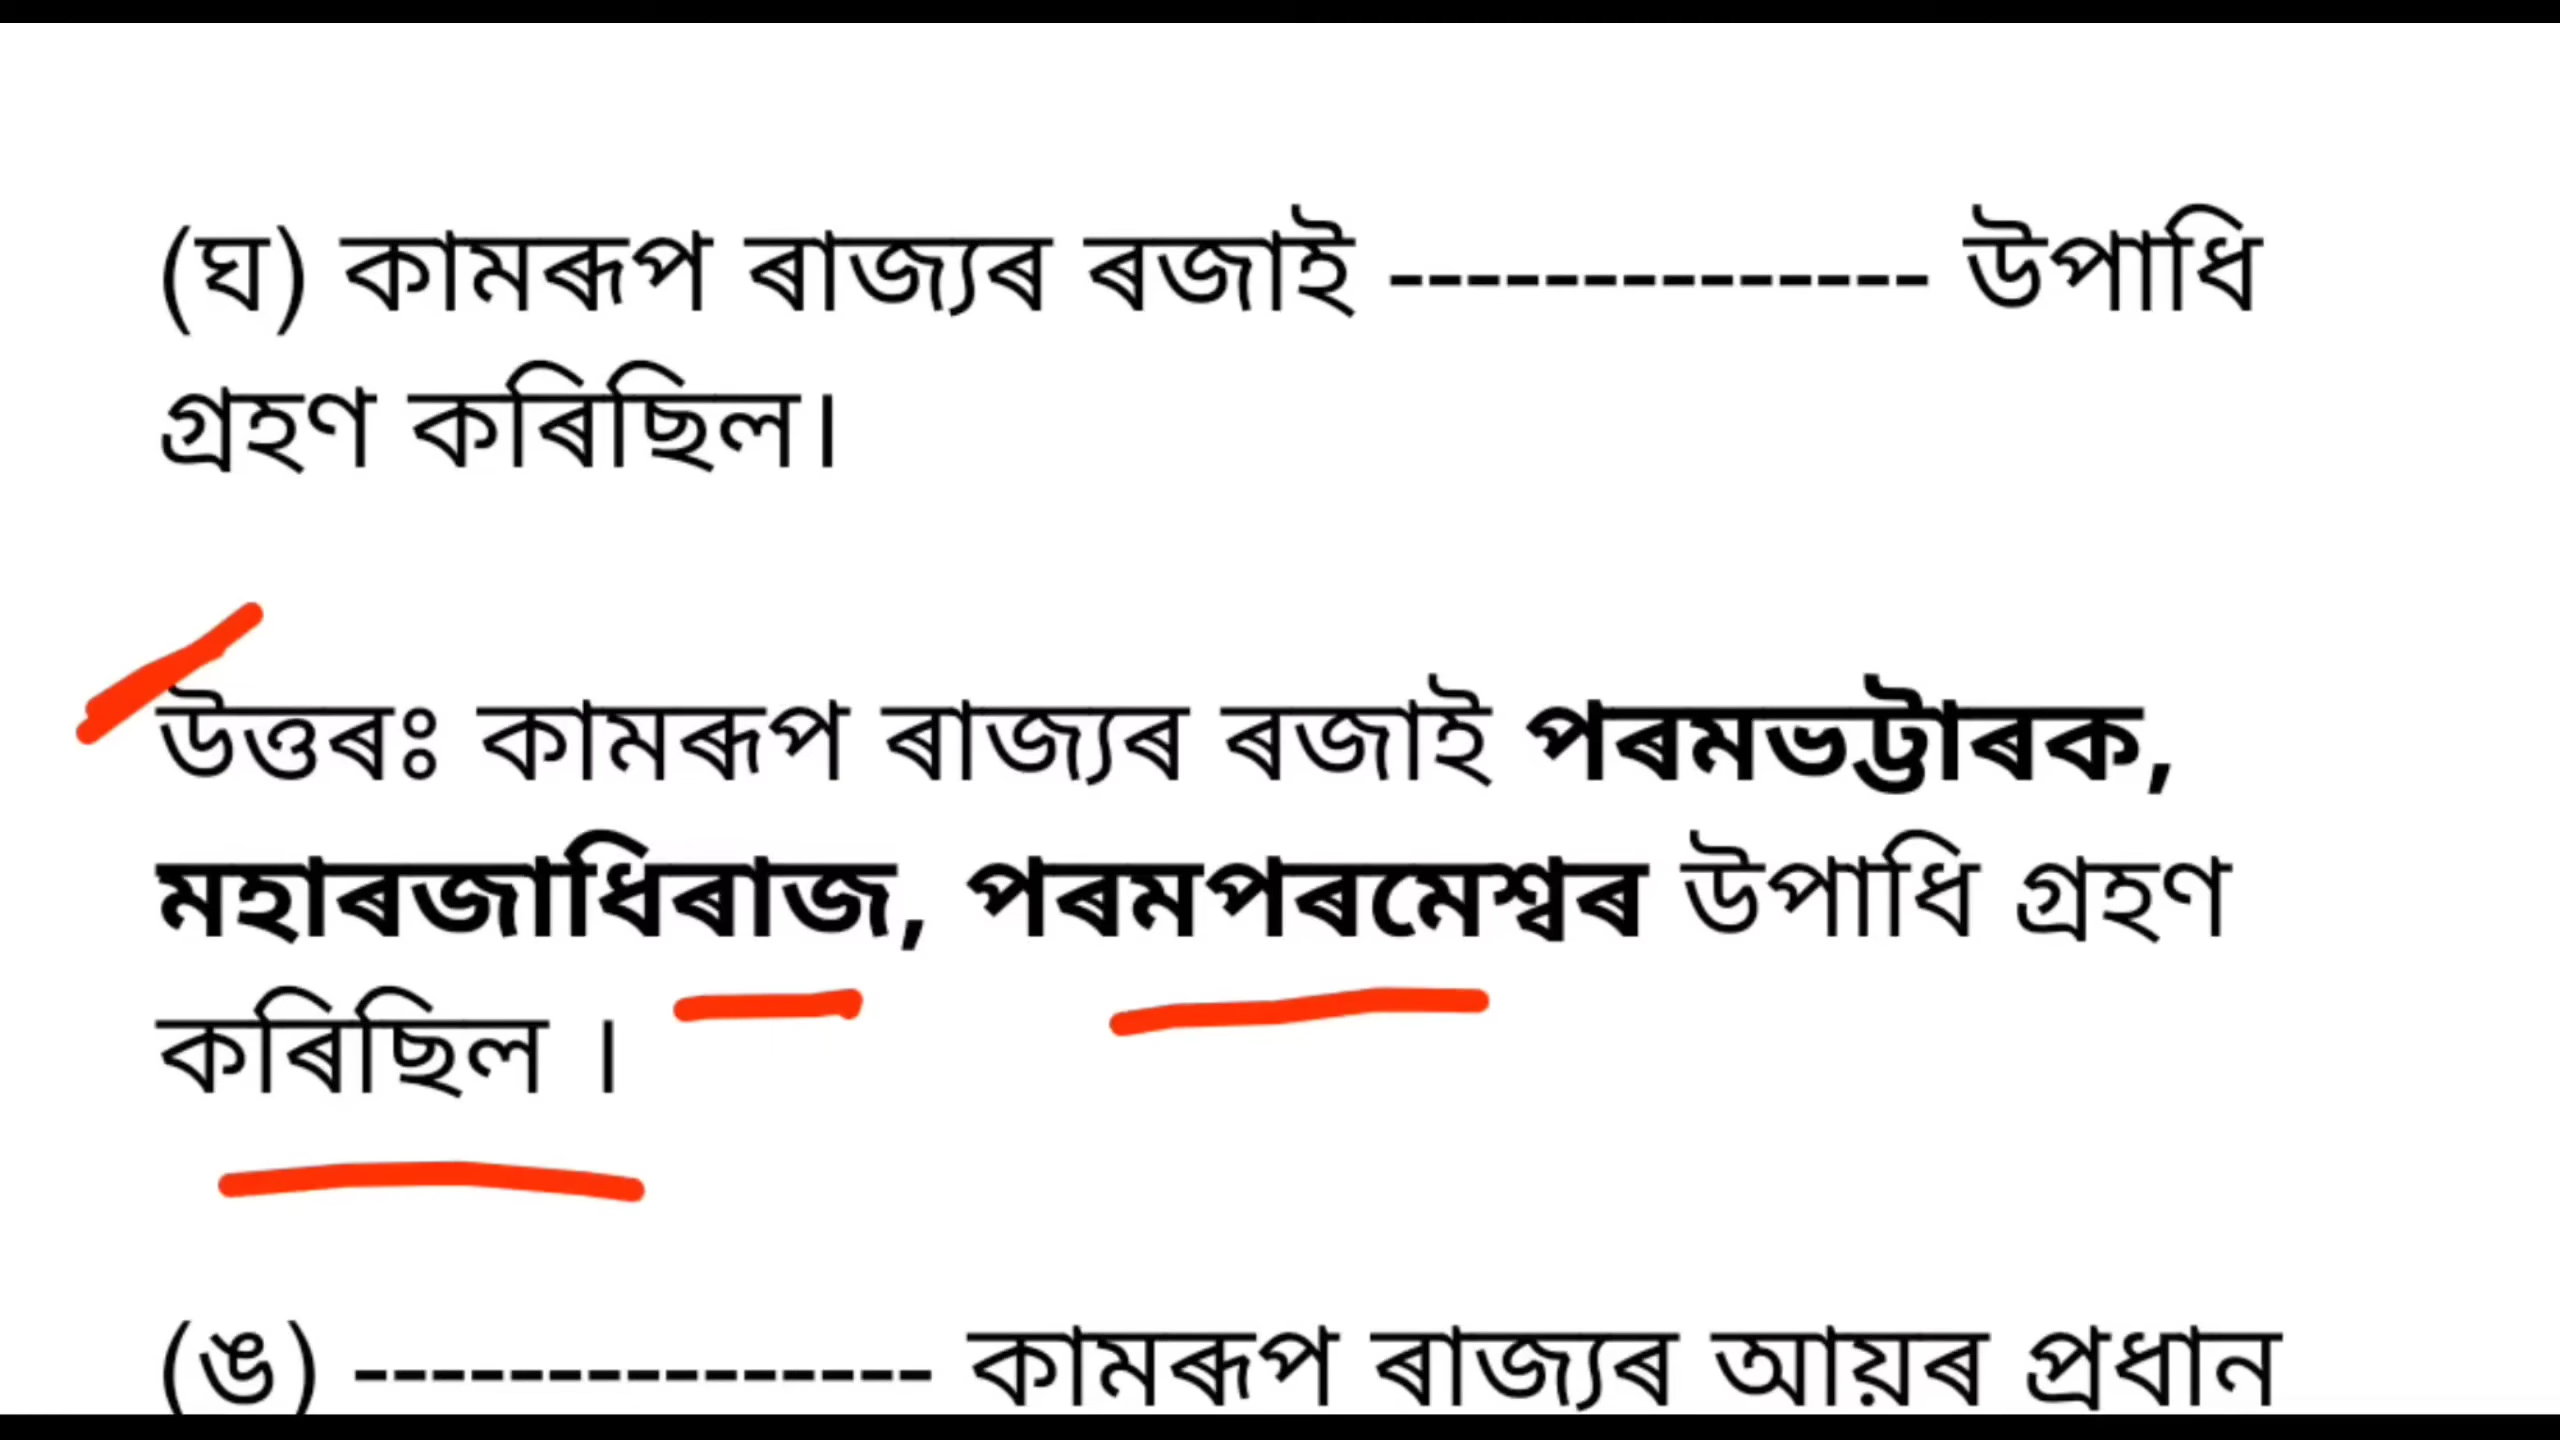 (ঘ) কামৰূপ ৰাজ্যৰ ৰজাই -------------- উপাধি
গ্ৰহণ কৰিছিল।
উত্তৰঃ কামৰূপ ৰাজ্যৰ ৰজাই পৰমভট্টাৰক,
মহাৰজাধিৰাজ, পৰমপৰমেশ্বৰ উপাধি গ্ৰহণ
কৰিছিল ।
(ঙ) --------------- কামৰূপ ৰাজ্যৰ আয়ৰ প্ৰধান